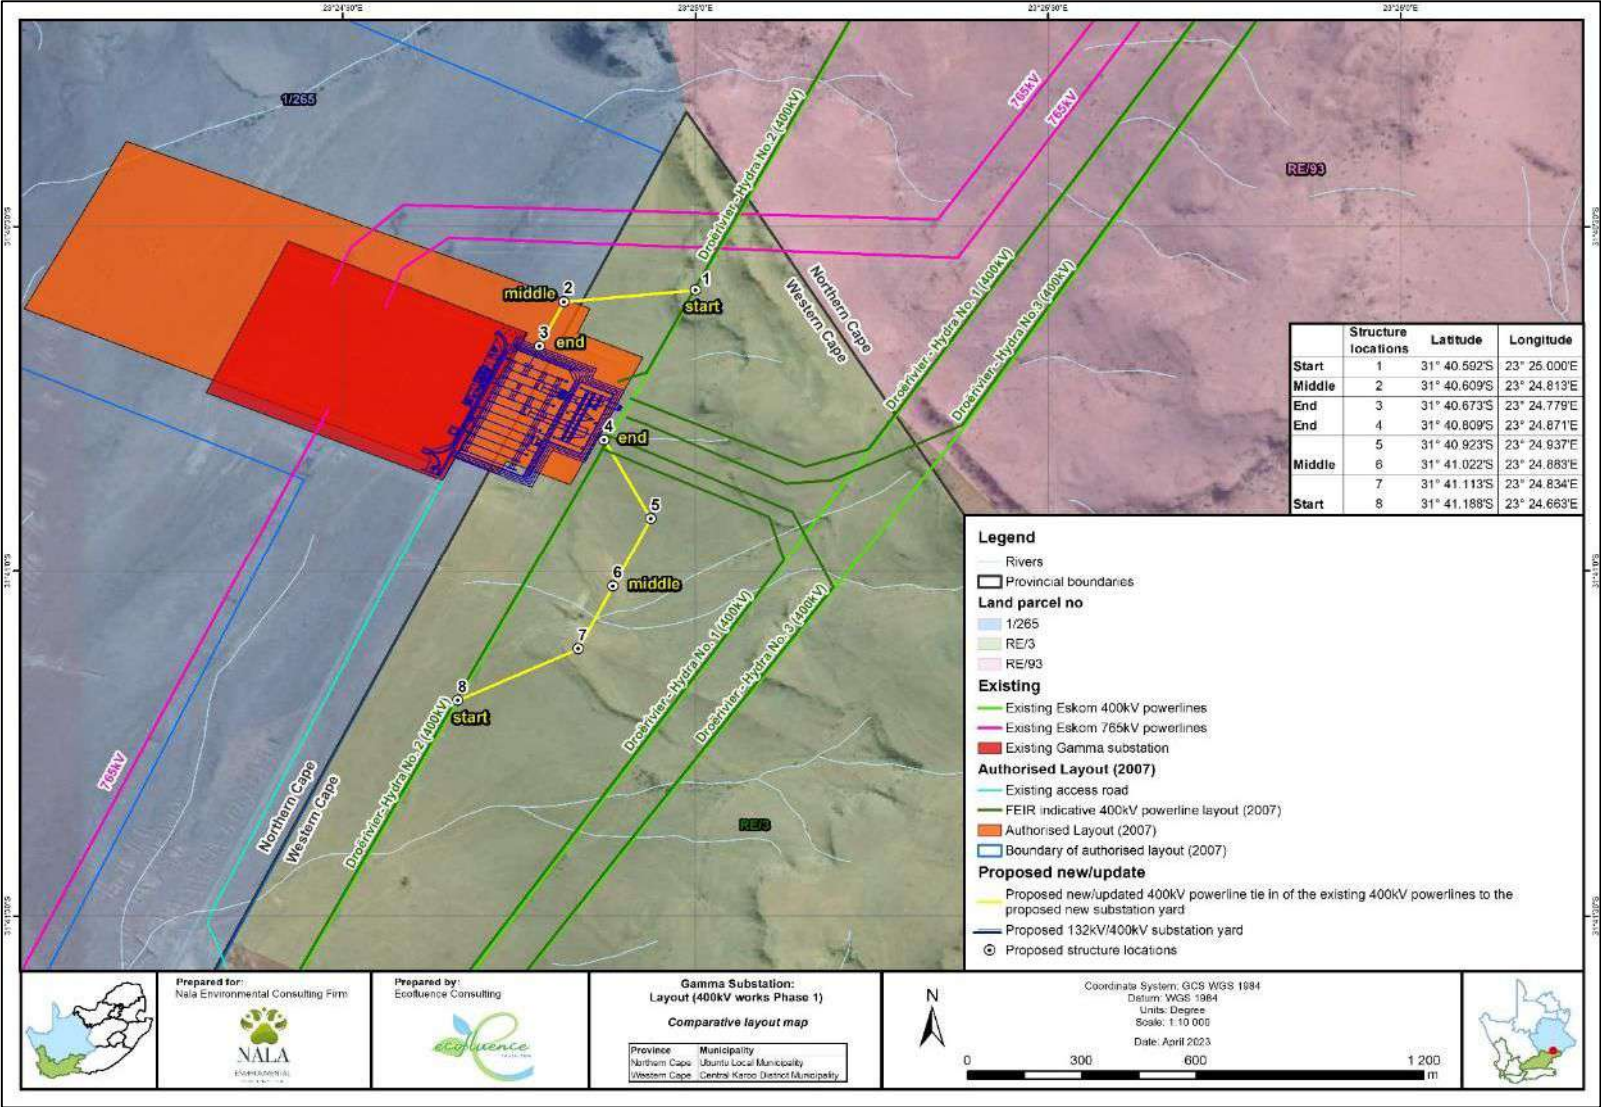 23°24'30"E
23°25'0"E
23°26'0"E
1/265
RE/93
765kV
765kV
Droërivier - Hydra No.2 (400kV)
Northern Cape
Western Cape
Droërivier - Hydra No. 1 (400kV)
Droërivier - Hydra No.3 (400kV)
middle
2
1
start
3
end
4
end
5
6
middle
7
8
start
Droërivier - Hydra No. 1 (400kV)
Droërivier - Hydra No. 3 (400kV)
Droërivier - Hydra No. 2 (400kV)
765kV
Northern Cape
Western Cape
RE/3
Structure locations Latitude Longitude
Start 1 31° 40.592'S 23° 25.000'E
Middle 2 31° 40.609'S 23° 24.813'E
End 3 31° 40.673'S 23° 24.779'E
End 4 31° 40.809'S 23° 24.871'E
5 31° 40.923'S 23° 24.937'E
Middle 6 31° 41.022'S 23° 24.883'E
7 31° 41.113'S 23° 24.834'E
Start 8 31° 41.188'S 23° 24.663'E
Legend
Rivers
Provincial boundaries
Land parcel no
1/265
RE/3
RE/93
Existing
Existing Eskom 400kV powerlines
Existing Eskom 765kV powerlines
Existing Gamma substation
Authorised Layout (2007)
Existing access road
FEIR indicative 400kV powerline layout (2007)
Authorised Layout (2007)
Boundary of authorised layout (2007)
Proposed new/update
Proposed new/updated 400kV powerline tie in of the existing 400kV powerlines to the
proposed new substation yard
Proposed 132kV/400kV substation yard
Proposed structure locations
Prepared for:
Nala Environmental Consulting Firm
NALA
ENVIRONMENTAL
Prepared by:
Ecofluence Consulting
ecofluence
Gamma Substation:
Layout (400kV works Phase 1)
Comparative layout map
Province Municipality
Northern Cape Ubuntu Local Municipality
Western Cape Central Karoo District Municipality
N
Coordinate System: GCS WGS 1984
Datum: WGS 1984
Units: Degree
Scale: 1:10 000
Date: April 2023
0 300 600 1 200
m